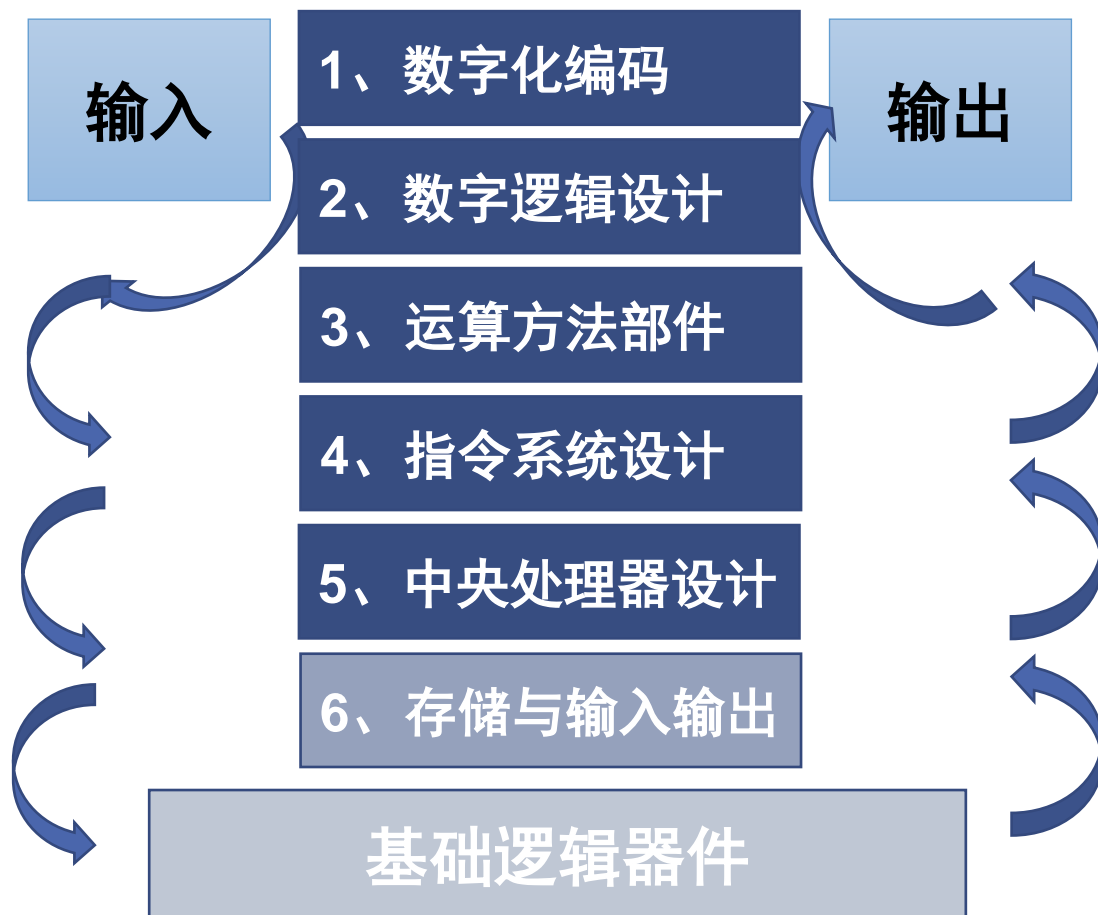 输入
1、数字化编码
输出
2、数字逻辑设计
3、运算方法部件
4、指令系统设计
5、中央处理器设计
6、存储与输入输出
基础逻辑器件